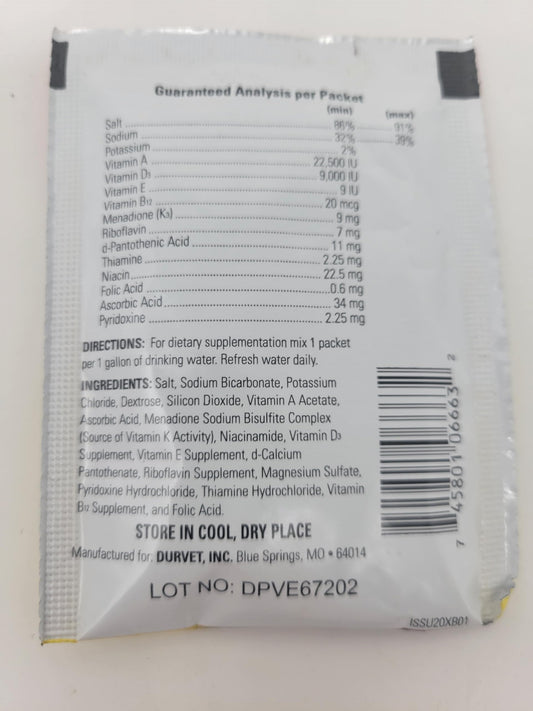 Guaranteed Analysis per Packet
(min) (max)
Salt 86% 91%
Sodium 32% 39%
Potassium 2%
Vitamin A 22,500 IU
Vitamin D3 9,000 IU
Vitamin E 9 IU
Vitamin B12 20 mcg
Menadione (K3) 9 mg
Riboflavin 7 mg
d-Pantothenic Acid 11 mg
Thiamine 2.25 mg
Niacin 22.5 mg
Folic Acid 0.6 mg
Ascorbic Acid 34 mg
Pyridoxine 2.25 mg
DIRECTIONS: For dietary supplementation mix 1 packet
per 1 gallon of drinking water. Refresh water daily.
INGREDIENTS: Salt, Sodium Bicarbonate, Potassium
Chloride, Dextrose, Silicon Dioxide, Vitamin A Acetate,
Ascorbic Acid, Menadione Sodium Bisulfite Complex
(Source of Vitamin K Activity), Niacinamide, Vitamin D3
Supplement, Vitamin E Supplement, d-Calcium
Pantothenate, Riboflavin Supplement, Magnesium Sulfate,
Pyridoxine Hyrdrochloride, Thiamine Hydrochloride, Vitamin
B12 Supplement, and Folic Acid.
STORE IN COOL, DRY PLACE
Manufactured for: DURVET, INC. Blue Springs, MO • 64014
LOT NO: DPVE67202
7 45801 06663 2
ISSU20XB01